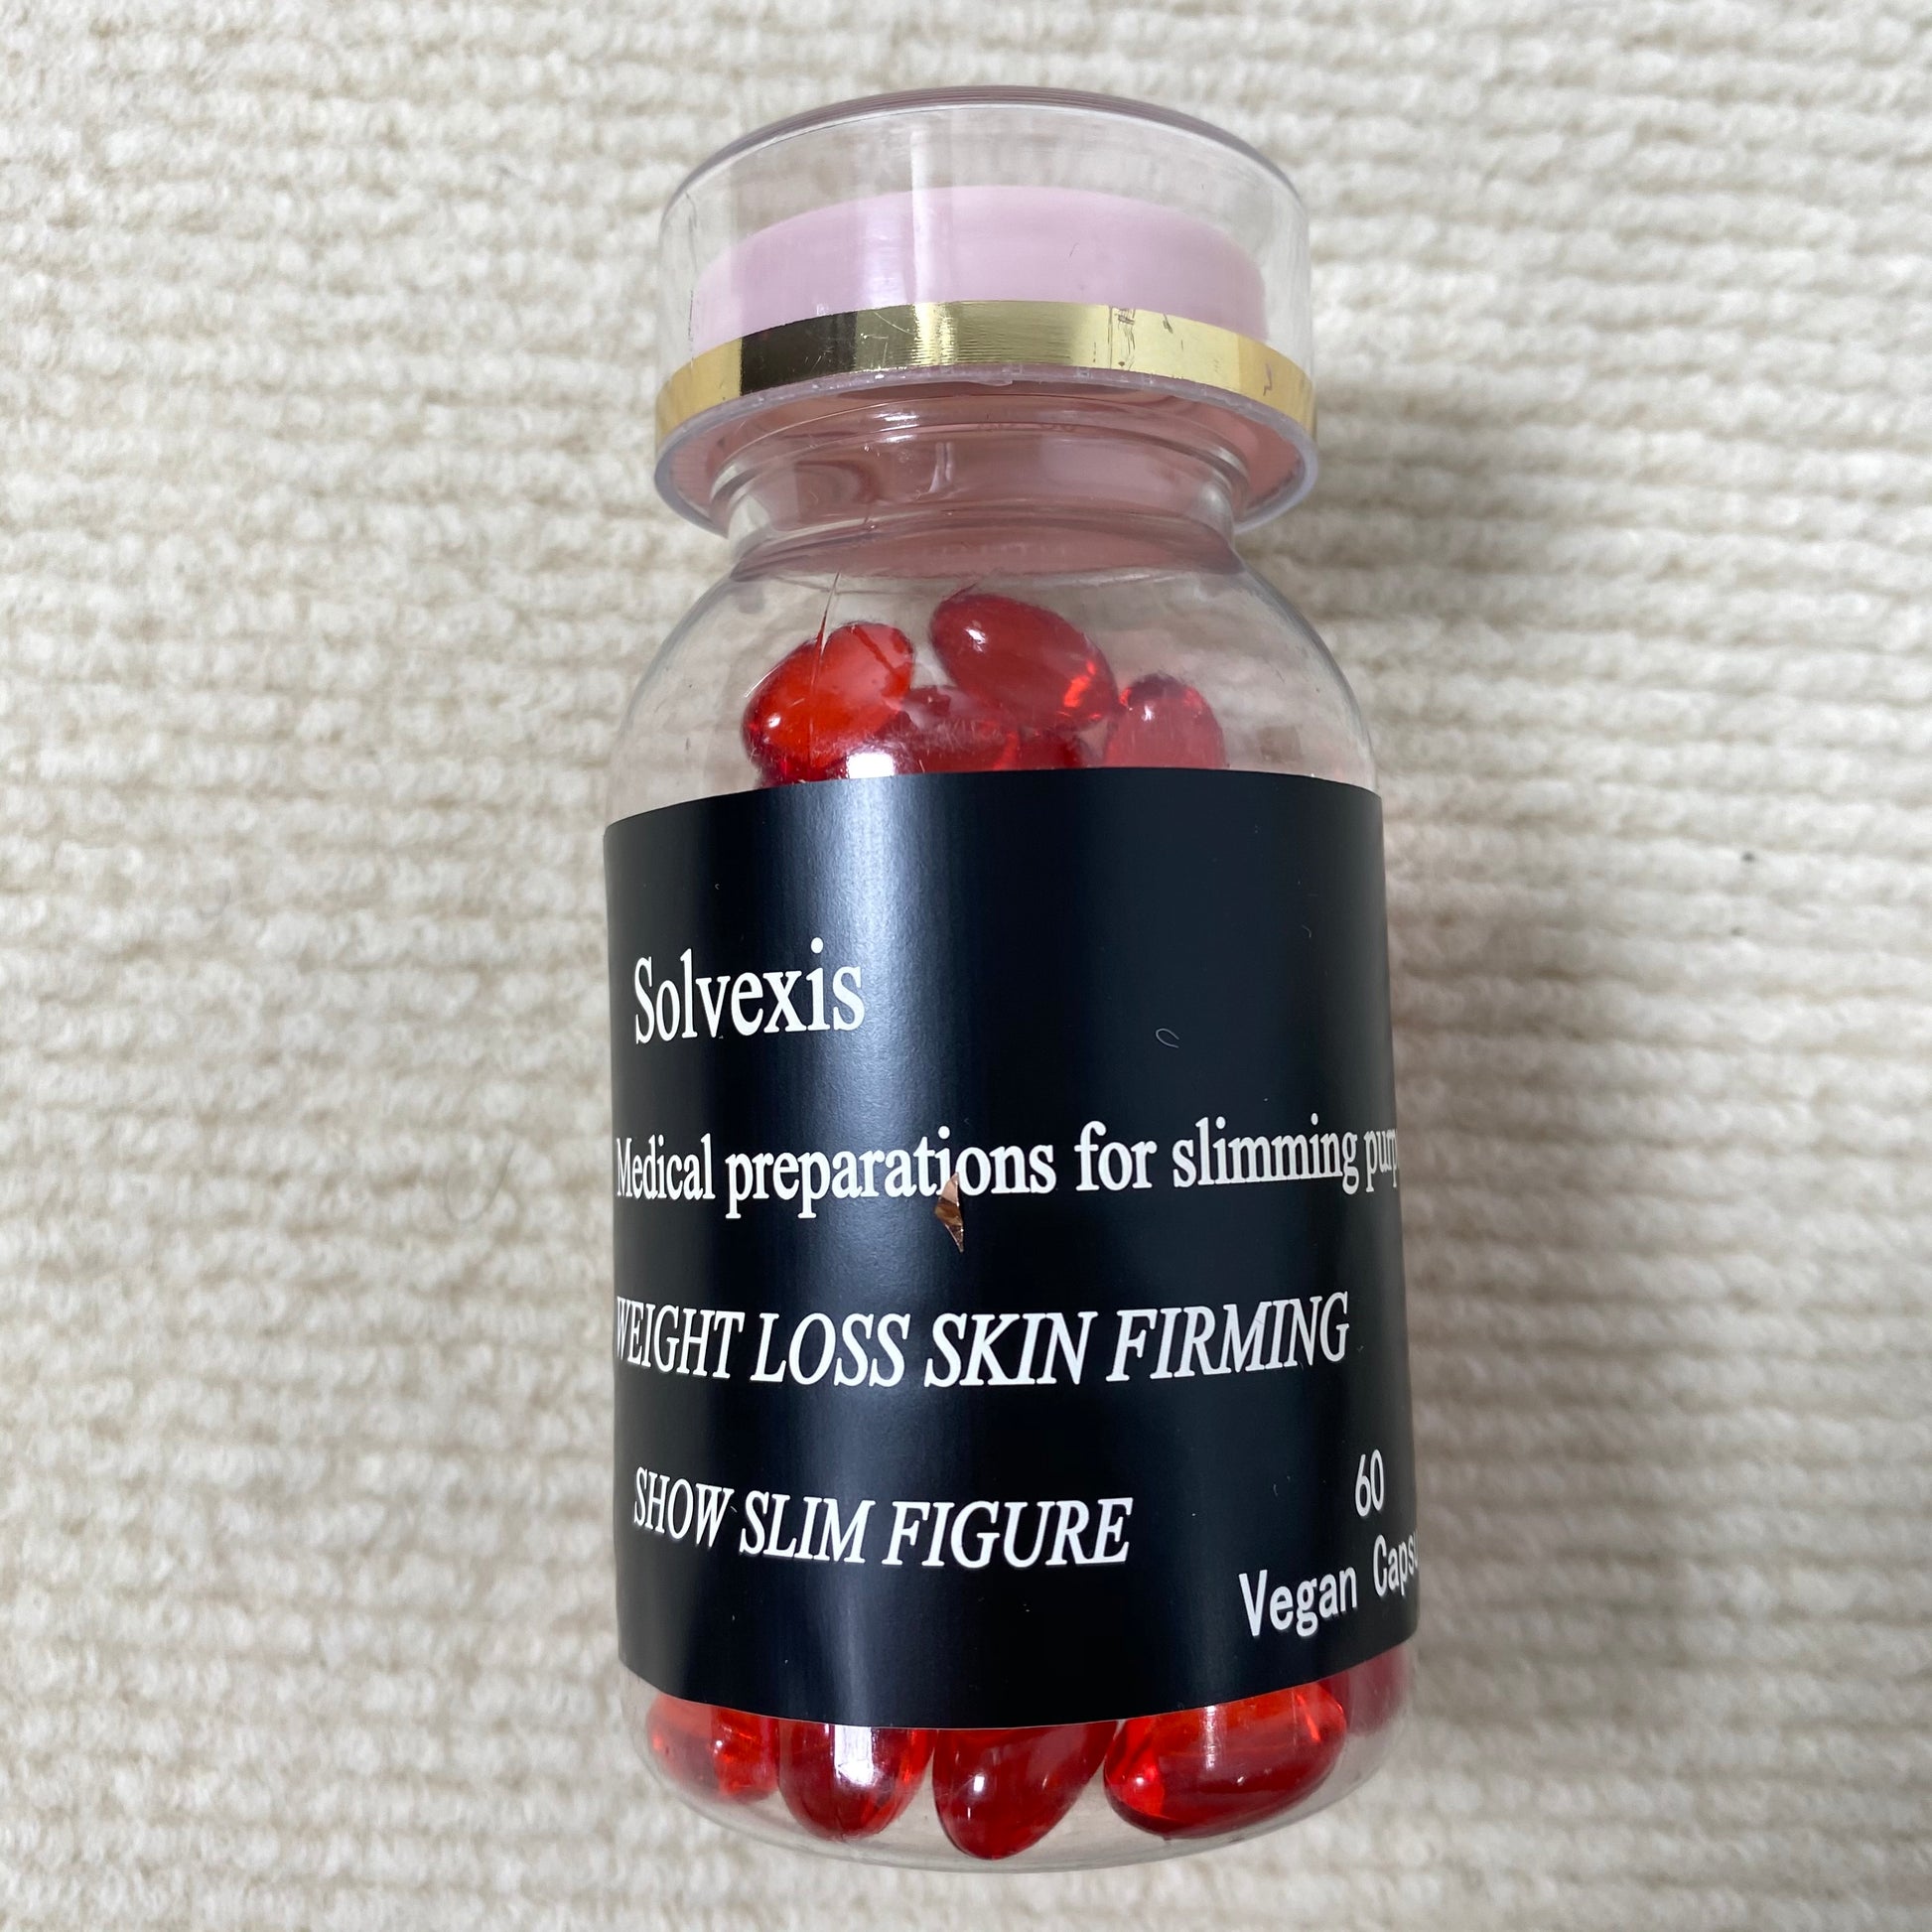 Solvexis
Medical preparations for slimming
WEIGHT LOSS SKIN FIRMING
SHOW SLIM FIGURE
60
Vegan